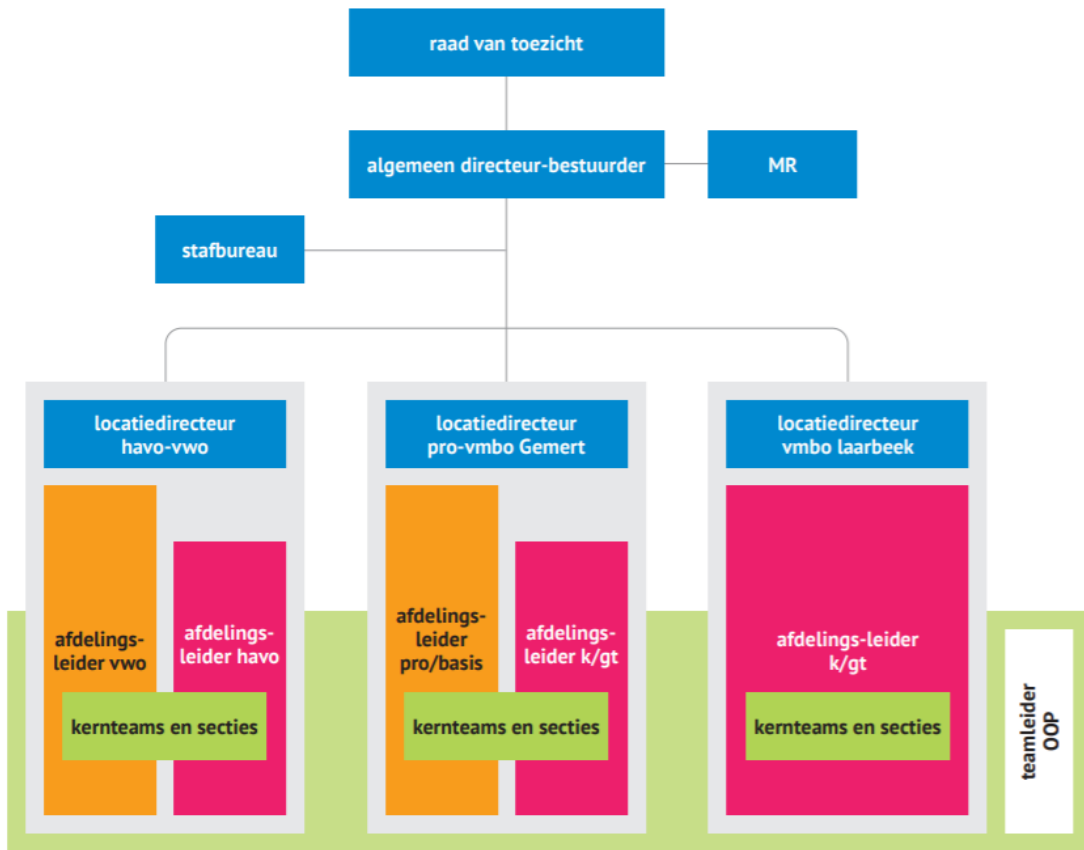 raad van toezicht
algemeen directeur-bestuurder
MR
stafbureau
locatiedirecteur
havo-vwo
afdelings-
leider vwo
afdelings-
leider havo
kernteams en secties
locatiedirecteur
pro-vmbo Gemert
afdelings-
leider
pro/basis
afdelings-
leider k/gt
kernteams en secties
locatiedirecteur
vmbo laarbeek
afdelings-leider
k/gt
kernteams en secties
teamleider
OOP